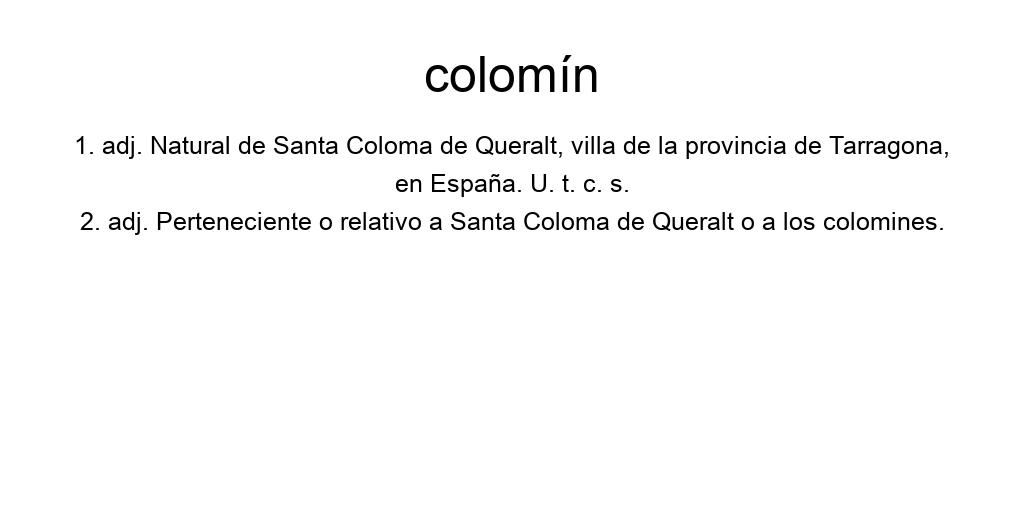 colomín
1. adj. Natural de Santa Coloma de Queralt, villa de la provincia de Tarragona,
en España. U. t. c. s.
2. adj. Perteneciente o relativo a Santa Coloma de Queralt o a los colomines.